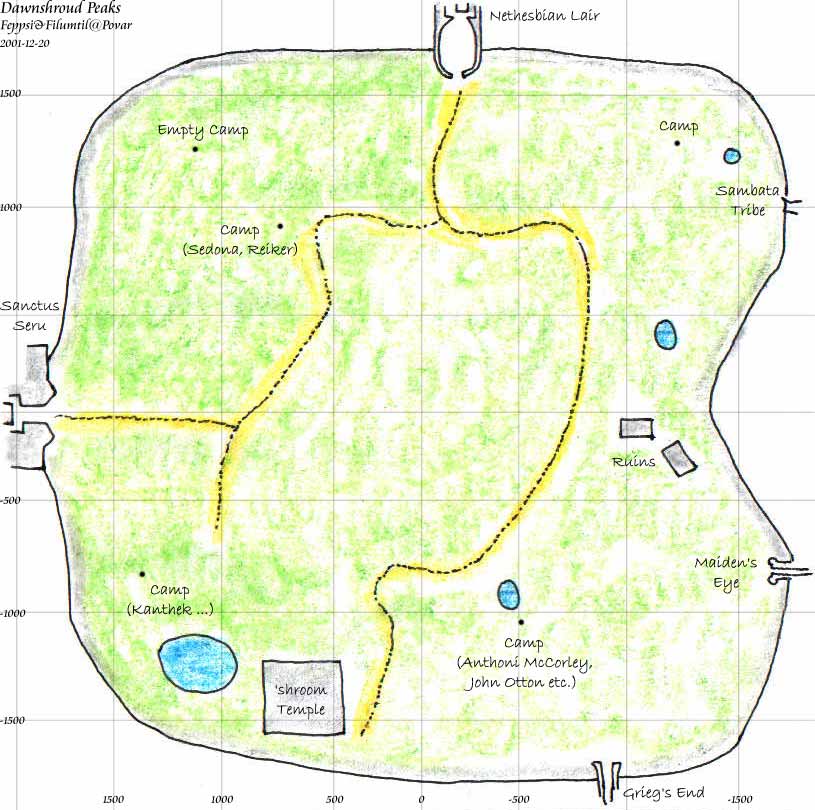 Dawnshroud Peaks
Feppsi & Filumtil @ Povar
2001-12-20
Nethesbian Lair
1500
Empty Camp
Camp
Sambata
Tribe
1000
Camp
(Sedona, Reiker)
Sanctus
Seru
Ruins
-500
Maiden's
Eye
Camp
(Kanthek ...)
-1000
Camp
(Anthoni McCorley,
John Otton etc.)
'shroom
Temple
-1500
Grieg's End
1500
1000
500
0
-500
-1500